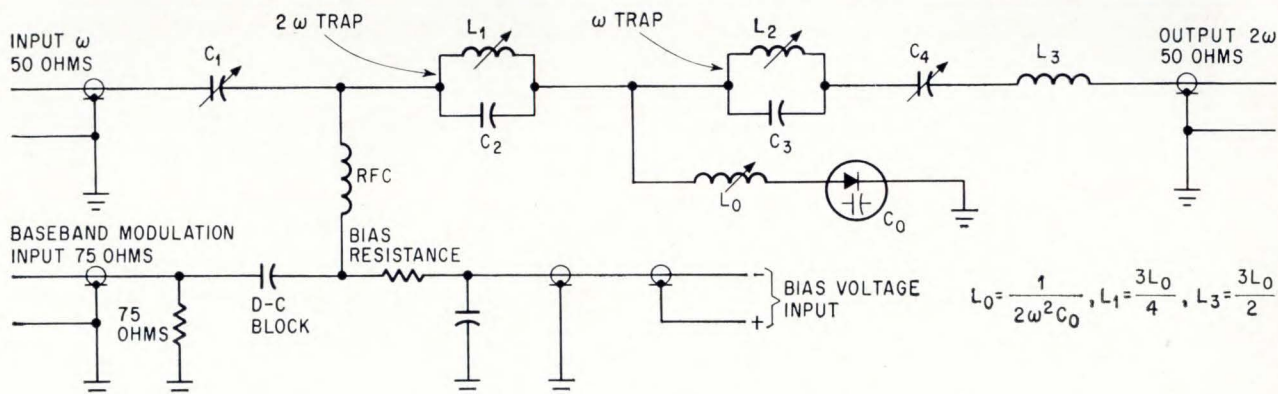 INPUT ω
50 OHMS
C1
2 ω TRAP
L1
C2
ω TRAP
L2
C3
C4
L3
OUTPUT 2ω
50 OHMS
RFC
L0
C0
BASEBAND MODULATION
INPUT 75 OHMS
75
OHMS
D-C
BLOCK
BIAS
RESISTANCE
−
+
BIAS VOLTAGE
INPUT
L0 = 1/2ω²C0, L1 = 3L0/4, L3 = 3L0/2